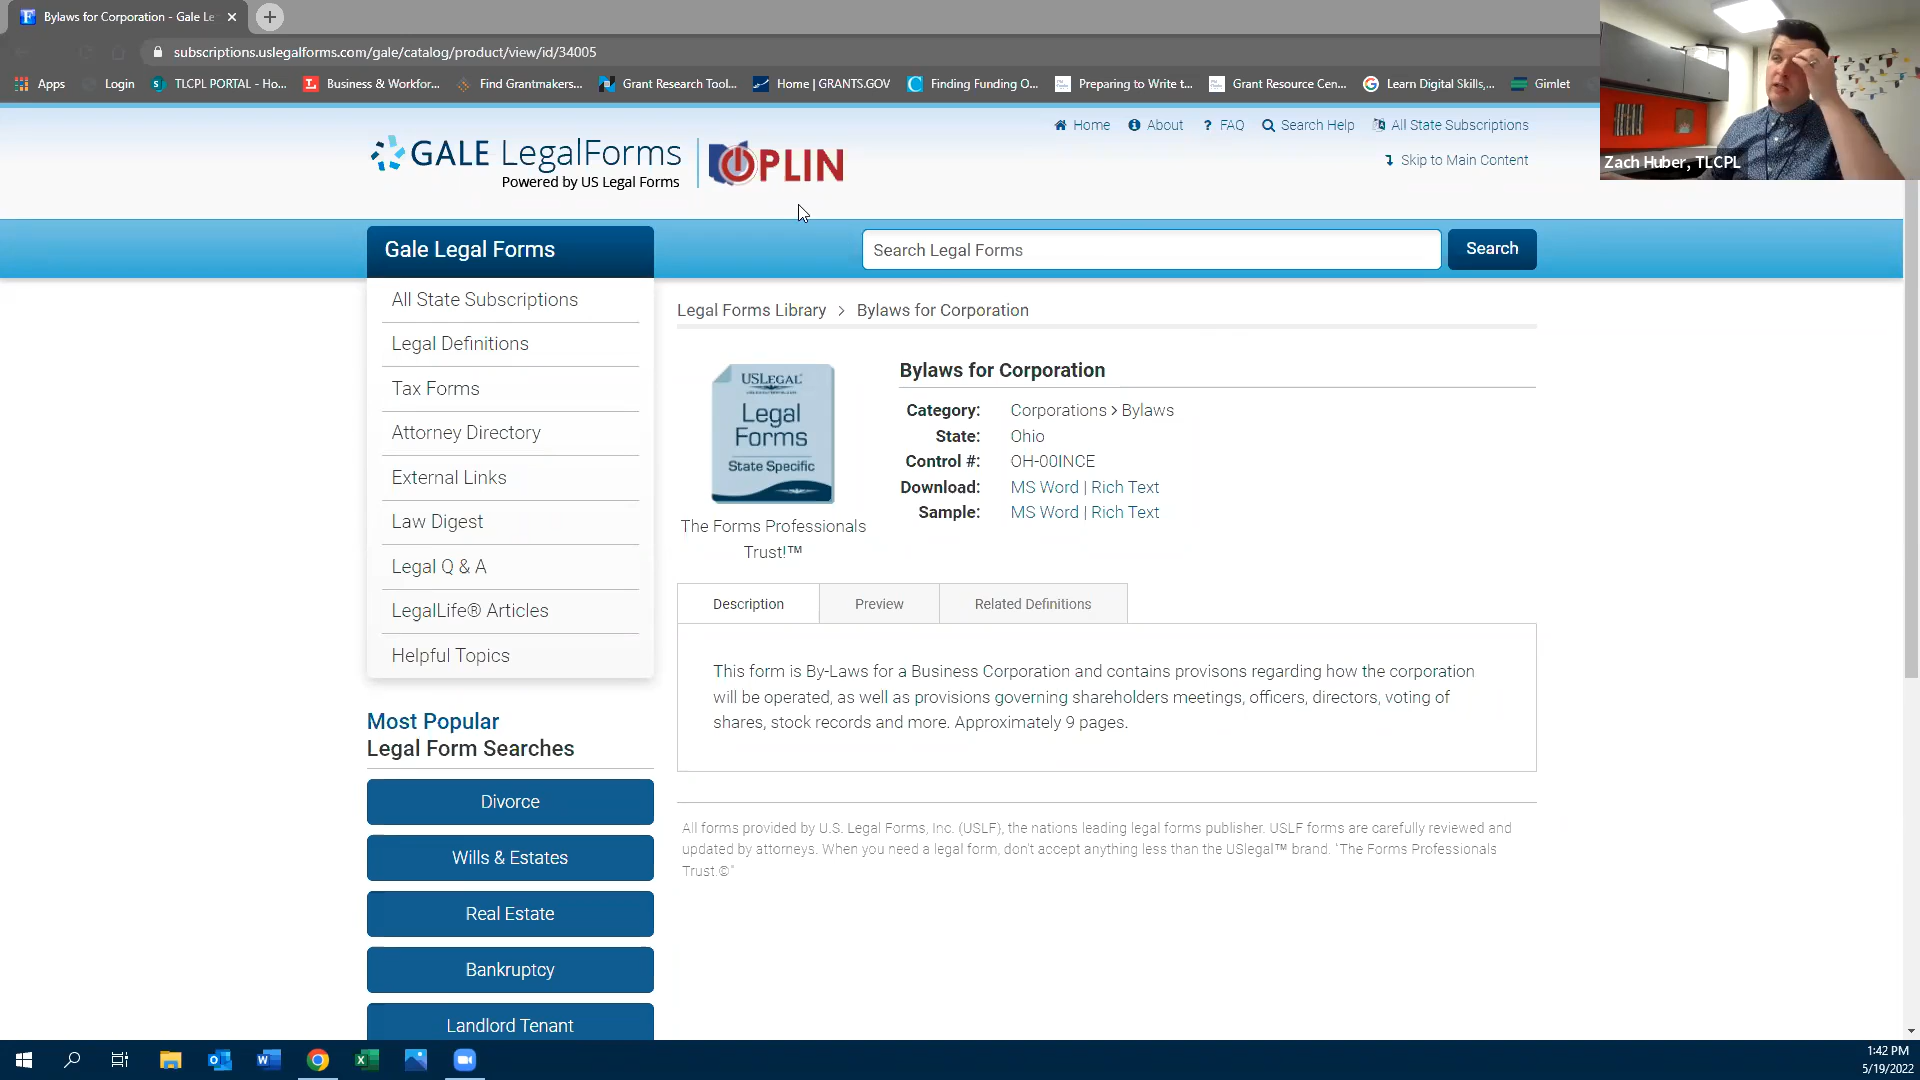 Bylaws for Corporation - Gale Le
subscriptions.uslegalforms.com/gale/catalog/product/view/id/34005
Apps Login TLCPL PORTAL - Ho... Business & Workfor... Find Grantmakers... Grant Research Tool... Home | GRANTS.GOV Finding Funding O... Preparing to Write t... Grant Resource Cen... Learn Digital Skills,... Gimlet
Zach Huber, TLCPL
Home About ? FAQ Search Help All State Subscriptions
Skip to Main Content
GALE LegalForms
Powered by US Legal Forms
OPLIN
Gale Legal Forms
Search Legal Forms
Search
All State Subscriptions
Legal Definitions
Tax Forms
Attorney Directory
External Links
Law Digest
Legal Q & A
LegalLife® Articles
Helpful Topics
Most Popular
Legal Form Searches
Divorce
Wills & Estates
Real Estate
Bankruptcy
Landlord Tenant
Legal Forms Library > Bylaws for Corporation
USLEGAL
Legal
Forms
State Specific
The Forms Professionals
Trust!™
Bylaws for Corporation
Category: Corporations > Bylaws
State: Ohio
Control #: OH-00INCE
Download: MS Word | Rich Text
Sample: MS Word | Rich Text
Description Preview Related Definitions
This form is By-Laws for a Business Corporation and contains provisons regarding how the corporation
will be operated, as well as provisions governing shareholders meetings, officers, directors, voting of
shares, stock records and more. Approximately 9 pages.
All forms provided by U.S. Legal Forms, Inc. (USLF), the nations leading legal forms publisher. USLF forms are carefully reviewed and
updated by attorneys. When you need a legal form, don't accept anything less than the USlegal™ brand. "The Forms Professionals
Trust.©"
1:42 PM
5/19/2022